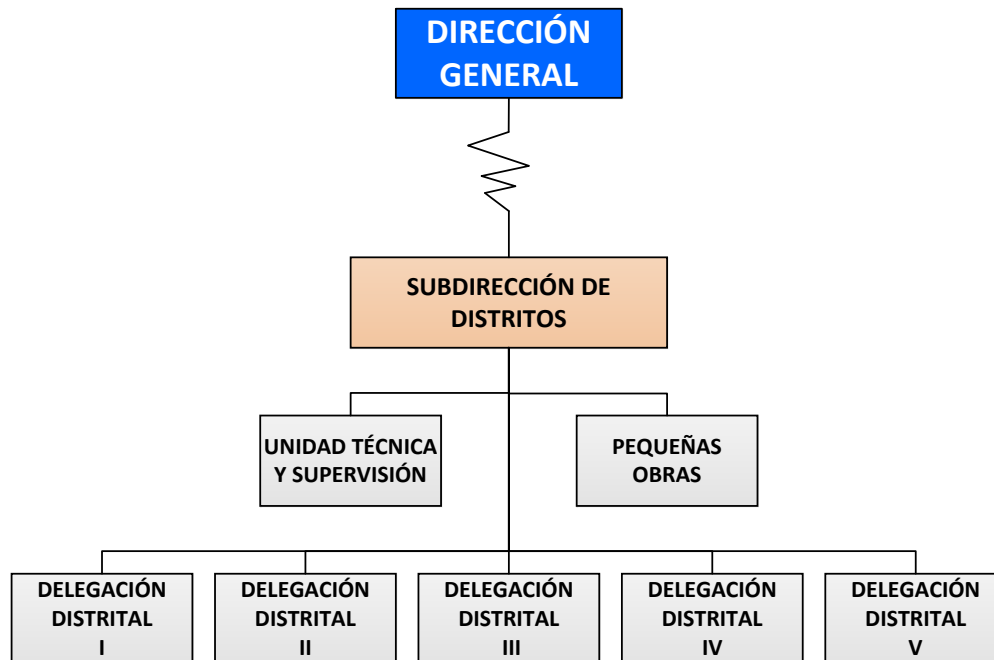 DIRECCIÓN
GENERAL
SUBDIRECCIÓN DE
DISTRITOS
UNIDAD TÉCNICA
Y SUPERVISIÓN
PEQUEÑAS
OBRAS
DELEGACIÓN
DISTRITAL
I
DELEGACIÓN
DISTRITAL
II
DELEGACIÓN
DISTRITAL
III
DELEGACIÓN
DISTRITAL
IV
DELEGACIÓN
DISTRITAL
V